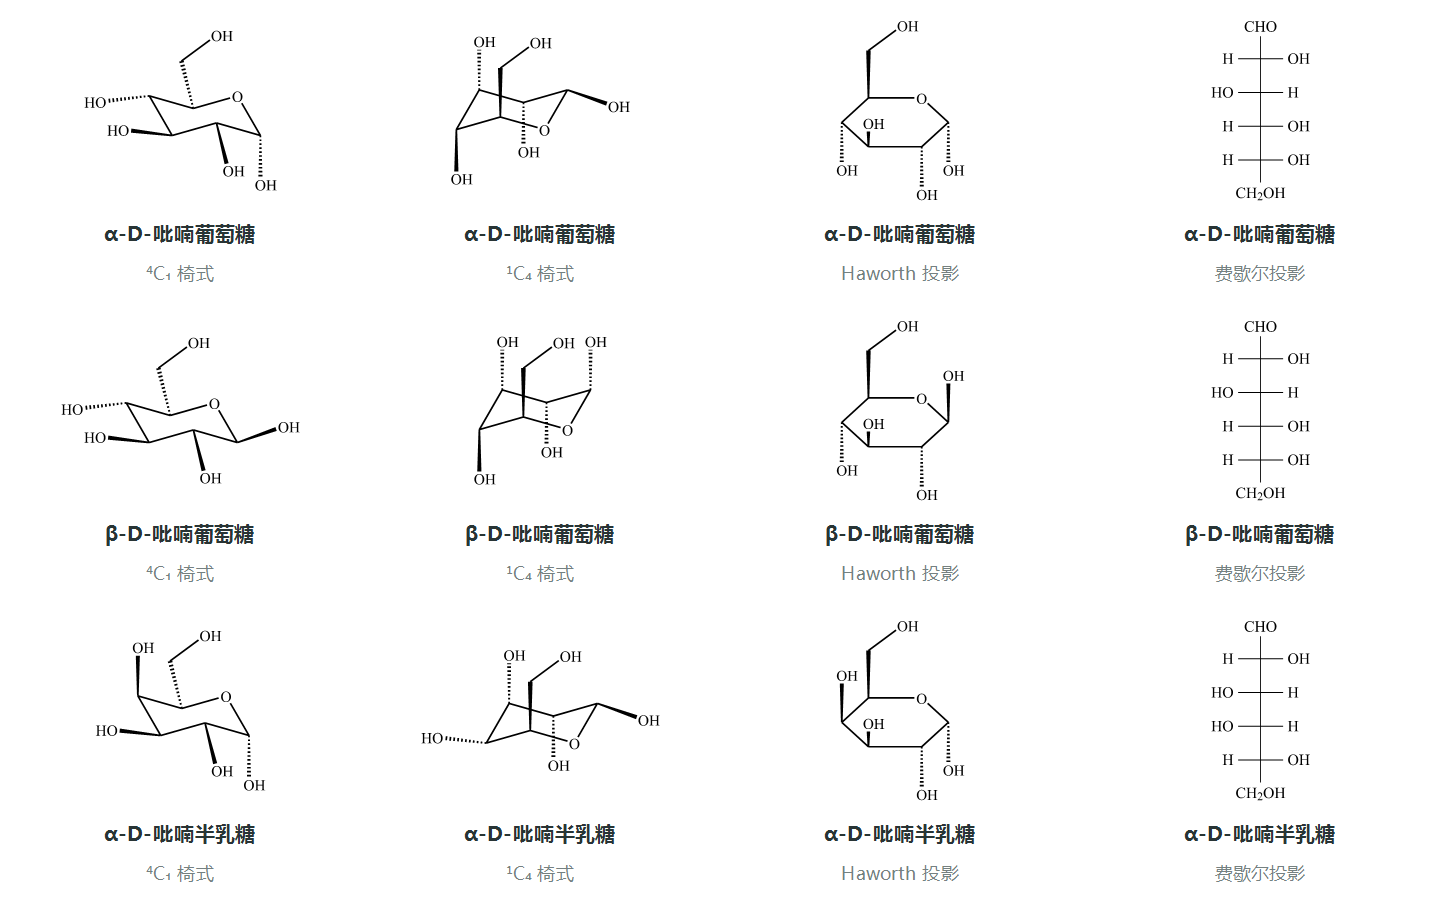 OH
HO
O
HO
OH
OH
OH
OH
OH
O
OH
OH
OH
O
OH
OH
OH
OH
CHO
H OH
HO H
H OH
H OH
CH₂OH
α-D-吡喃葡萄糖
α-D-吡喃葡萄糖
α-D-吡喃葡萄糖
α-D-吡喃葡萄糖
⁴C₁ 椅式
¹C₄ 椅式
Haworth 投影
费歇尔投影
OH
HO
O
HO
OH
OH
OH
OH
OH
O
OH
OH
OH
OH
O
OH
OH
OH
CHO
H OH
HO H
H OH
H OH
CH₂OH
β-D-吡喃葡萄糖
β-D-吡喃葡萄糖
β-D-吡喃葡萄糖
β-D-吡喃葡萄糖
⁴C₁ 椅式
¹C₄ 椅式
Haworth 投影
费歇尔投影
OH
OH
O
HO
OH
OH
OH
OH
OH
HO
O
OH
OH
OH
O
OH
OH
OH
CHO
H OH
HO H
HO H
H OH
CH₂OH
α-D-吡喃半乳糖
α-D-吡喃半乳糖
α-D-吡喃半乳糖
α-D-吡喃半乳糖
⁴C₁ 椅式
¹C₄ 椅式
Haworth 投影
费歇尔投影